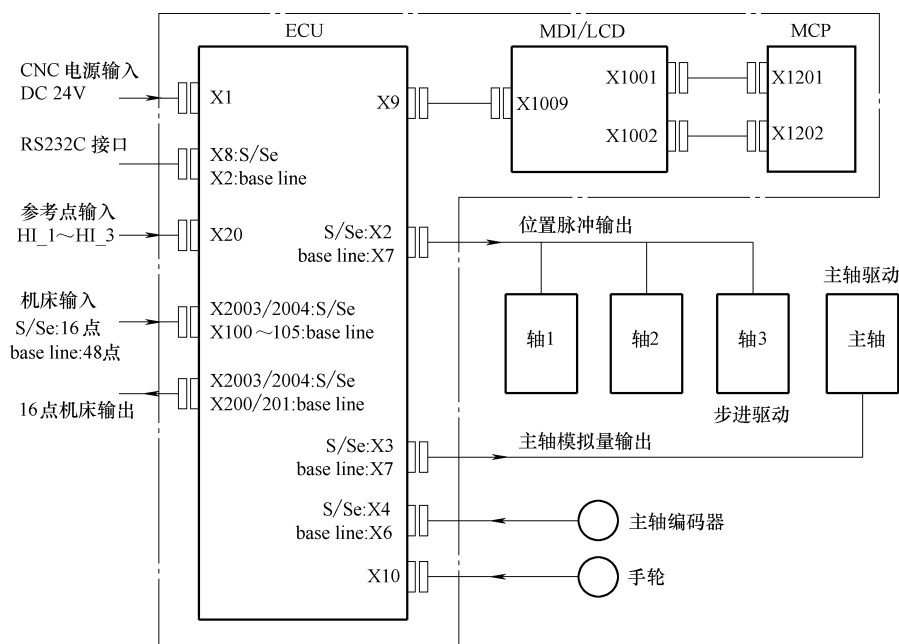 ECU
MDI/LCD
MCP
CNC 电源输入
DC 24V
X1
X9
X1009
X1001
X1201
X1002
X1202
RS232C 接口
X8:S/Se
X2:base line
参考点输入
HI_1～HI_3
X20
S/Se:X2
base line:X7
位置脉冲输出
机床输入
S/Se:16点
base line:48点
X2003/2004:S/Se
X100～105:base line
轴1
轴2
轴3
步进驱动
主轴驱动
主轴
16点机床输出
X2003/2004:S/Se
X200/201:base line
S/Se:X3
base line:X7
主轴模拟量输出
S/Se:X4
base line:X6
主轴编码器
X10
手轮